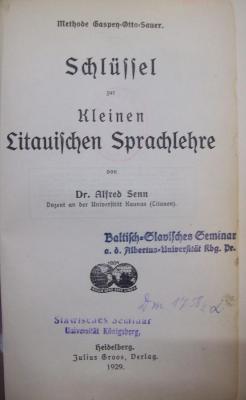 Methode Gaspey-Otto-Sauer.
Schlüssel
zur
Kleinen
Litauischen Sprachlehre
von
Dr. Alfred Senn
Dozent an der Universität Kaunas (Litauen).
Baltisch-Slavisches Seminar
a. d. Albertus-Universität Kbg. Pr.
Slawisches Seminar
Universität Königsberg,
Heidelberg.
Julius Groos, Verlag.
1929.